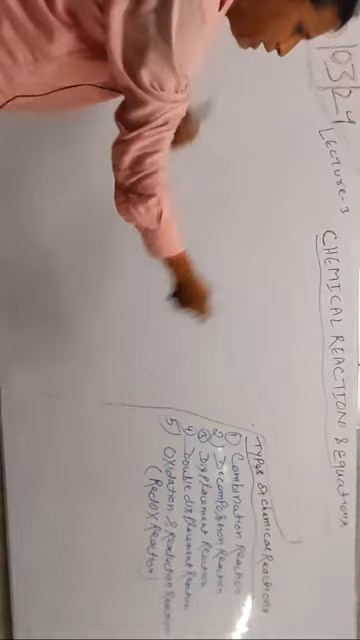 /03/24
Lecture-3
CHEMICAL REACTIONS & Equations
Types of chemical Reactions
1) Combination Reaction
2) Decomposition Reaction
3) Displacement Reaction
4) Double displacement Reaction
5) Oxidation & Reduction Reaction
(Redox Reaction)